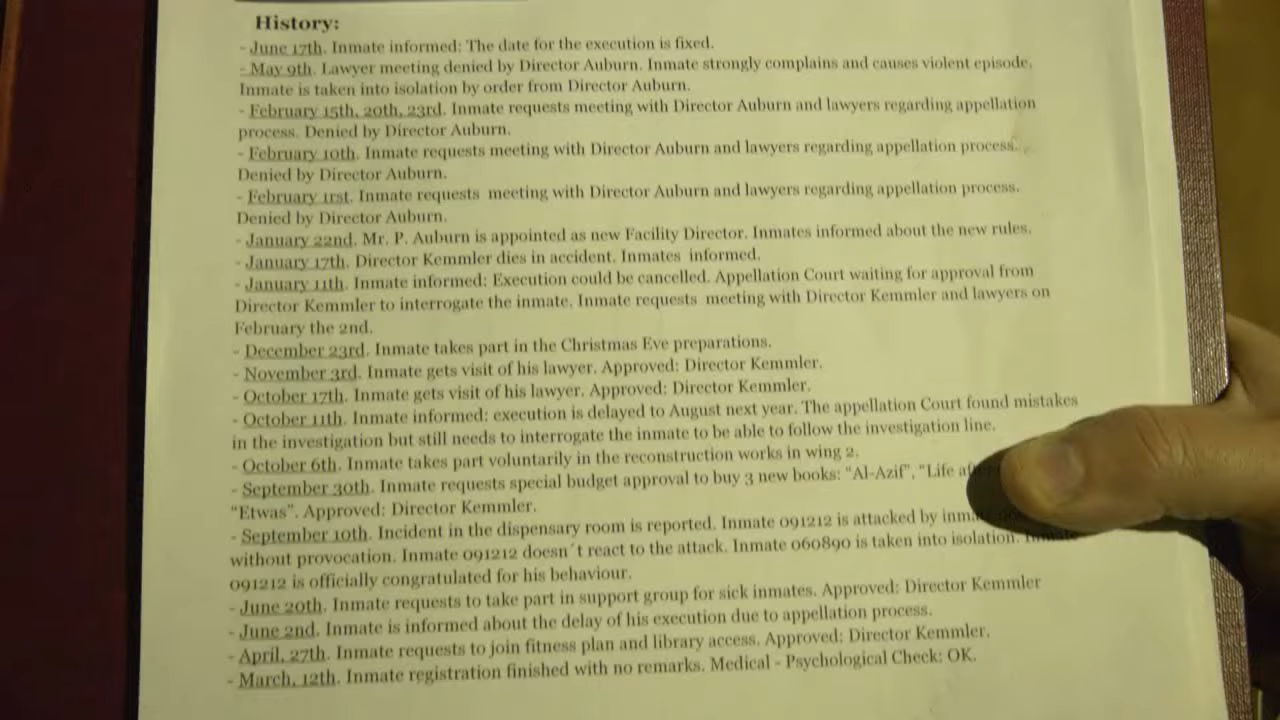 History:
- June 17th. Inmate informed: The date for the execution is fixed.
- May 9th. Lawyer meeting denied by Director Auburn. Inmate strongly complains and causes violent episode.
Inmate is taken into isolation by order from Director Auburn.
- February 15th, 20th, 23rd. Inmate requests meeting with Director Auburn and lawyers regarding appellation
process. Denied by Director Auburn.
- February 10th. Inmate requests meeting with Director Auburn and lawyers regarding appellation process.
Denied by Director Auburn.
- February 1rst. Inmate requests meeting with Director Auburn and lawyers regarding appellation process.
Denied by Director Auburn.
- January 22nd. Mr. P. Auburn is appointed as new Facility Director. Inmates informed about the new rules.
- January 17th. Director Kemmler dies in accident. Inmates informed.
- January 11th. Inmate informed: Execution could be cancelled. Appellation Court waiting for approval from
Director Kemmler to interrogate the inmate. Inmate requests meeting with Director Kemmler and lawyers on
February the 2nd.
- December 23rd. Inmate takes part in the Christmas Eve preparations.
- November 3rd. Inmate gets visit of his lawyer. Approved: Director Kemmler.
- October 17th. Inmate gets visit of his lawyer. Approved: Director Kemmler.
- October 11th. Inmate informed: execution is delayed to August next year. The appellation Court found mistakes
in the investigation but still needs to interrogate the inmate to be able to follow the investigation line.
- October 6th. Inmate takes part voluntarily in the reconstruction works in wing 2.
- September 30th. Inmate requests special budget approval to buy 3 new books: "Al-Azif", "Life
"Etwas". Approved: Director Kemmler.
- September 10th. Incident in the dispensary room is reported. Inmate 091212 is attacked by
without provocation. Inmate 091212 doesn´t react to the attack. Inmate 060890 is taken into isolation. Inmate
091212 is officially congratulated for his behaviour.
- June 20th. Inmate requests to take part in support group for sick inmates. Approved: Director Kemmler
- June 2nd. Inmate is informed about the delay of his execution due to appellation process.
- April, 27th. Inmate requests to join fitness plan and library access. Approved: Director Kemmler.
- March, 12th. Inmate registration finished with no remarks. Medical - Psychological Check: OK.